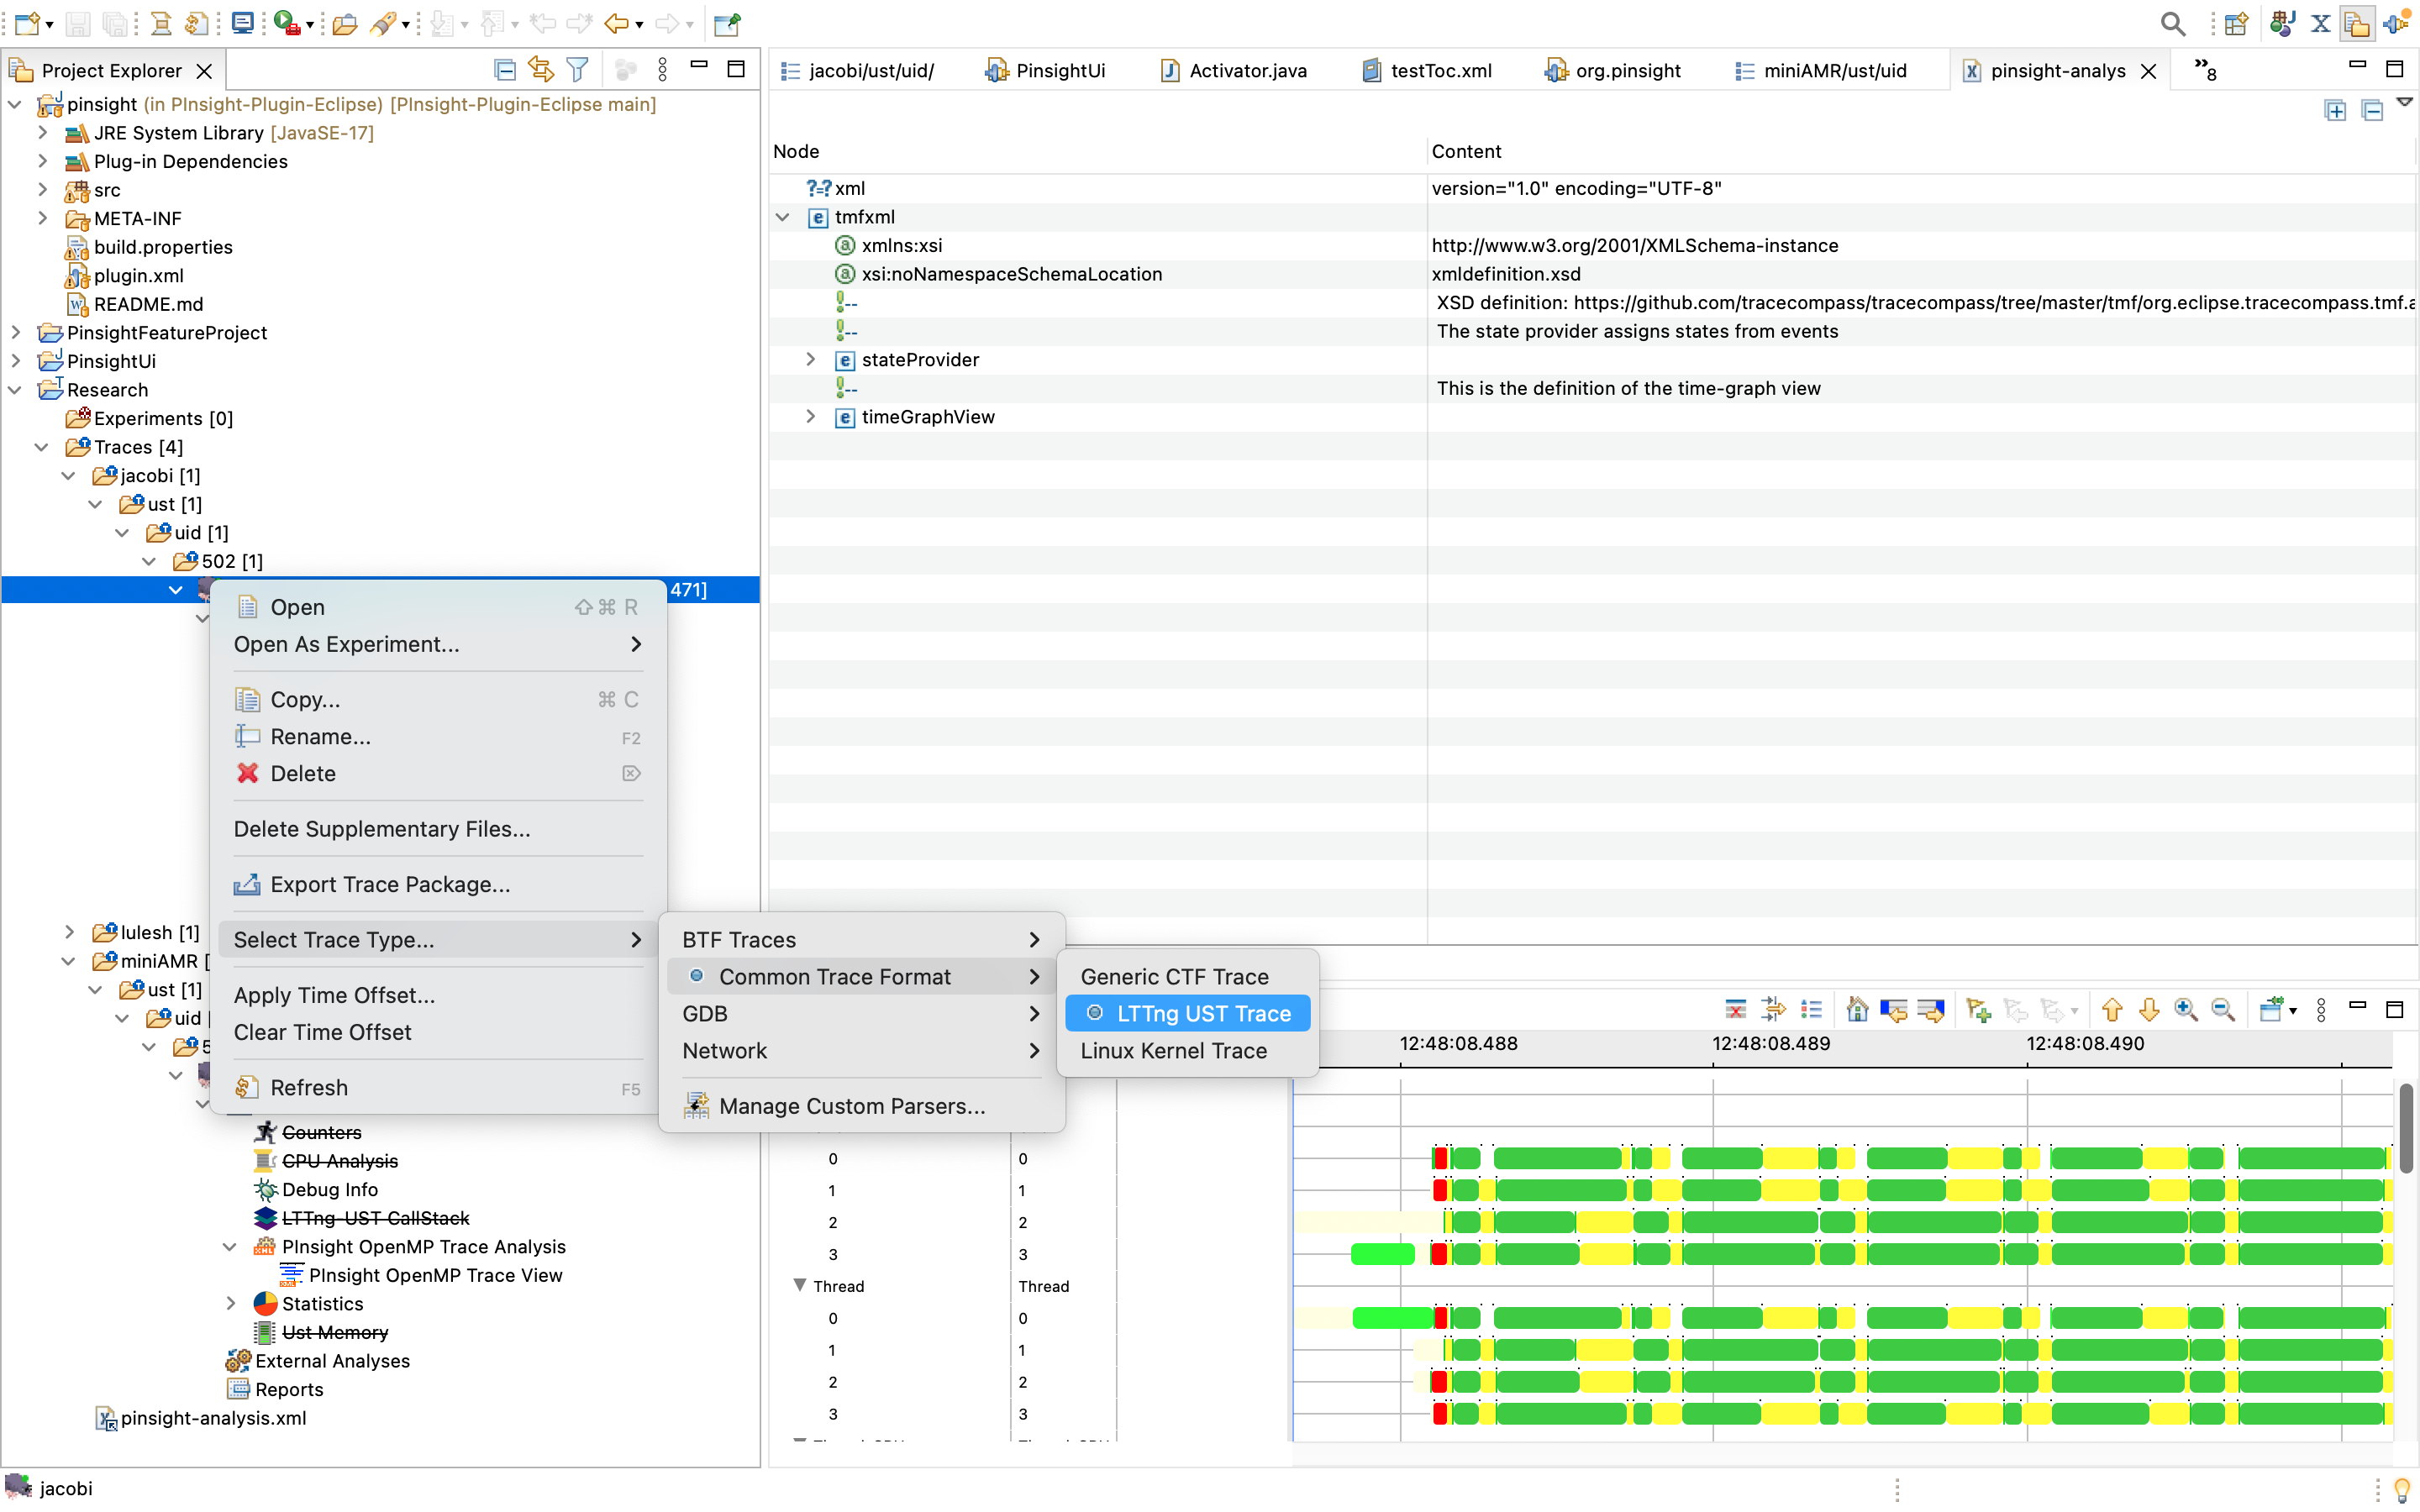 Project Explorer
jacobi/ust/uid/
PinsightUi
Activator.java
testToc.xml
org.pinsight
miniAMR/ust/uid
pinsight-analys
»8
pinsight (in PInsight-Plugin-Eclipse) [PInsight-Plugin-Eclipse main]
JRE System Library [JavaSE-17]
Plug-in Dependencies
src
META-INF
build.properties
plugin.xml
README.md
PinsightFeatureProject
PinsightUi
Research
Experiments [0]
Traces [4]
jacobi [1]
ust [1]
uid [1]
502 [1]
471]
lulesh [1]
miniAMR [
ust [1]
uid [
5
Counters
CPU Analysis
Debug Info
LTTng-UST CallStack
PInsight OpenMP Trace Analysis
PInsight OpenMP Trace View
Statistics
Ust Memory
External Analyses
Reports
pinsight-analysis.xml
Open ⇧⌘ R
Open As Experiment...
Copy... ⌘ C
Rename... F2
Delete
Delete Supplementary Files...
Export Trace Package...
Select Trace Type...
Apply Time Offset...
Clear Time Offset
Refresh F5
BTF Traces
Common Trace Format
GDB
Network
Manage Custom Parsers...
Generic CTF Trace
LTTng UST Trace
Linux Kernel Trace
Node Content
?=? xml version="1.0" encoding="UTF-8"
e tmfxml
a xmlns:xsi http://www.w3.org/2001/XMLSchema-instance
a xsi:noNamespaceSchemaLocation xmldefinition.xsd
!-- XSD definition: https://github.com/tracecompass/tracecompass/tree/master/tmf/org.eclipse.tracecompass.tmf.a
!-- The state provider assigns states from events
e stateProvider
!-- This is the definition of the time-graph view
e timeGraphView
12:48:08.488 12:48:08.489 12:48:08.490
0 0
1 1
2 2
3 3
Thread Thread
0 0
1 1
2 2
3 3
jacobi